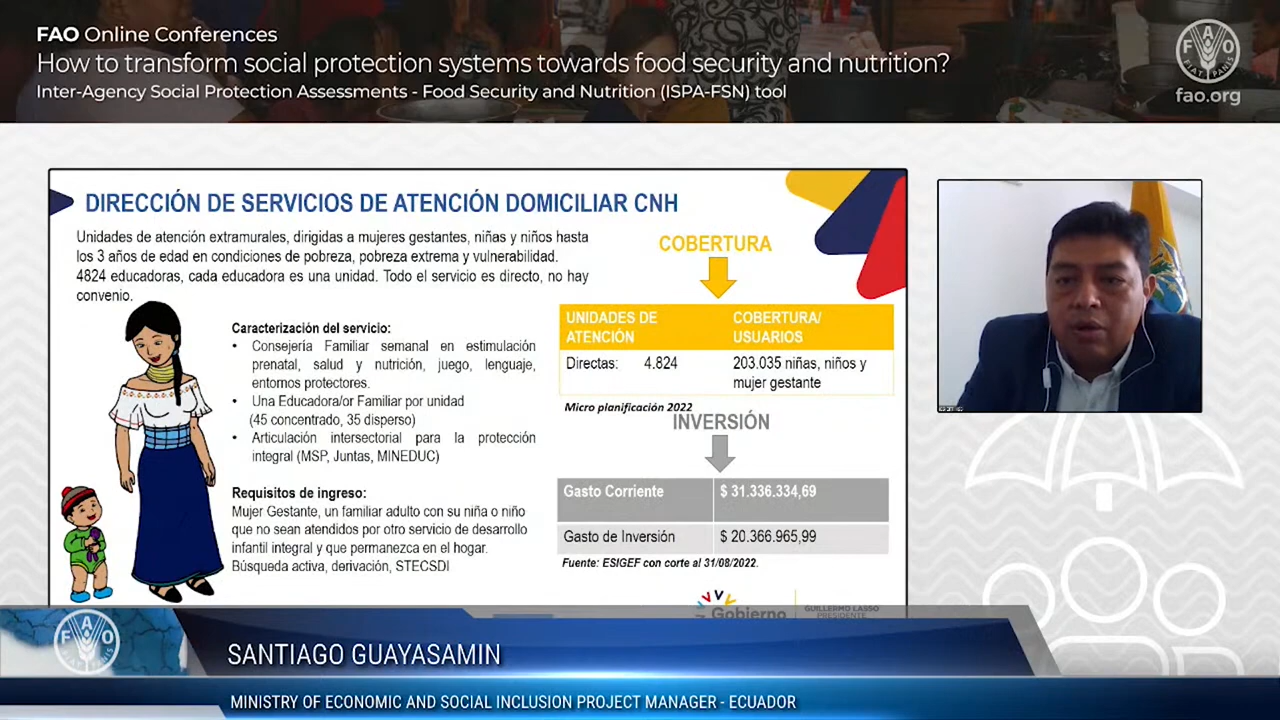 FAO Online Conferences
How to transform social protection systems towards food security and nutrition?
Inter-Agency Social Protection Assessments - Food Security and Nutrition (ISPA-FSN) tool
FAO
FIAT PANIS
fao.org
DIRECCIÓN DE SERVICIOS DE ATENCIÓN DOMICILIAR CNH
Unidades de atención extramurales, dirigidas a mujeres gestantes, niñas y niños hasta
los 3 años de edad en condiciones de pobreza, pobreza extrema y vulnerabilidad.
4824 educadoras, cada educadora es una unidad. Todo el servicio es directo, no hay
convenio.
Caracterización del servicio:
• Consejería Familiar semanal en estimulación
prenatal, salud y nutrición, juego, lenguaje,
entornos protectores.
• Una Educadora/or Familiar por unidad
(45 concentrado, 35 disperso)
• Articulación intersectorial para la protección
integral (MSP, Juntas, MINEDUC)
Requisitos de ingreso:
Mujer Gestante, un familiar adulto con su niña o niño
que no sean atendidos por otro servicio de desarrollo
infantil integral y que permanezca en el hogar.
Búsqueda activa, derivación, STECSDI
COBERTURA
UNIDADES DE ATENCIÓN
COBERTURA/ USUARIOS
Directas: 4.824
203.035 niñas, niños y
mujer gestante
Micro planificación 2022
INVERSIÓN
Gasto Corriente $ 31.336.334,69
Gasto de Inversión $ 20.366.965,99
Fuente: ESIGEF con corte al 31/08/2022.
Gobierno
GUILLERMO LASSO
PRESIDENTE
FAO
SANTIAGO GUAYASAMIN
MINISTRY OF ECONOMIC AND SOCIAL INCLUSION PROJECT MANAGER - ECUADOR